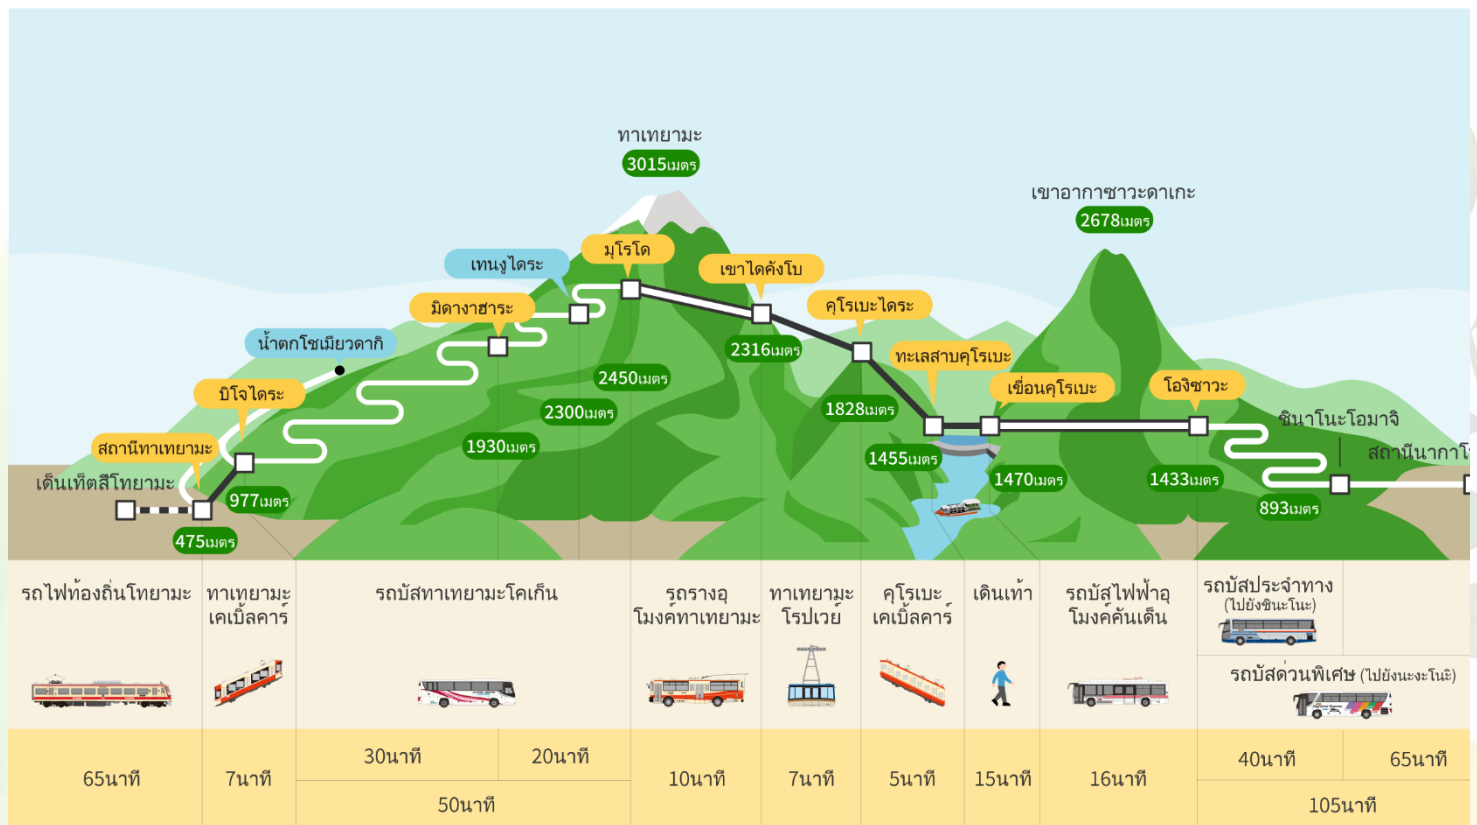 ทาเทยามะ
3015เมตร
เขาอากาซาวะดาเกะ
2678เมตร
มุโรโด
เทนงูไดระ
เขาไดคังโบ
มิดางาฮาระ
คุโรเบะไดระ
น้ำตกโชเมียวดากิ
2316เมตร
ทะเลสาบคุโรเบะ
2450เมตร
บิโจไดระ
เขื่อนคุโรเบะ
โองิซาวะ
2300เมตร
1828เมตร
ชินาโนะโอมาจิ
สถานีทาเทยามะ
1930เมตร
1455เมตร
สถานีนากาโ
เด็นเท็ตสึโทยามะ
977เมตร
1470เมตร
1433เมตร
893เมตร
475เมตร
รถไฟท้องถิ่นโทยามะ
ทาเทยามะ
เคเบิ้ลคาร์
รถบัสทาเทยามะโคเก็น
รถรางอุ
โมงค์ทาเทยามะ
ทาเทยามะ
โรปเวย์
คุโรเบะ
เคเบิ้ลคาร์
เดินเท้า
รถบัสไฟฟ้าอุ
โมงค์คันเด็น
รถบัสประจำทาง
(ไปยังชินะโนะ)
รถบัสด่วนพิเศษ (ไปยังนะงะโนะ)
65นาที
7นาที
30นาที
20นาที
50นาที
10นาที
7นาที
5นาที
15นาที
16นาที
40นาที
65นาที
105นาที